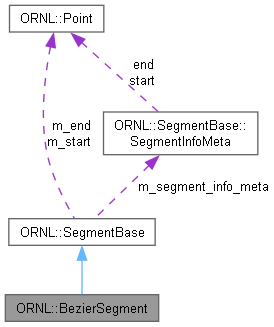 ORNL::Point
end
start
m_end
m_start
ORNL::SegmentBase::
SegmentInfoMeta
m_segment_info_meta
ORNL::SegmentBase
ORNL::BezierSegment